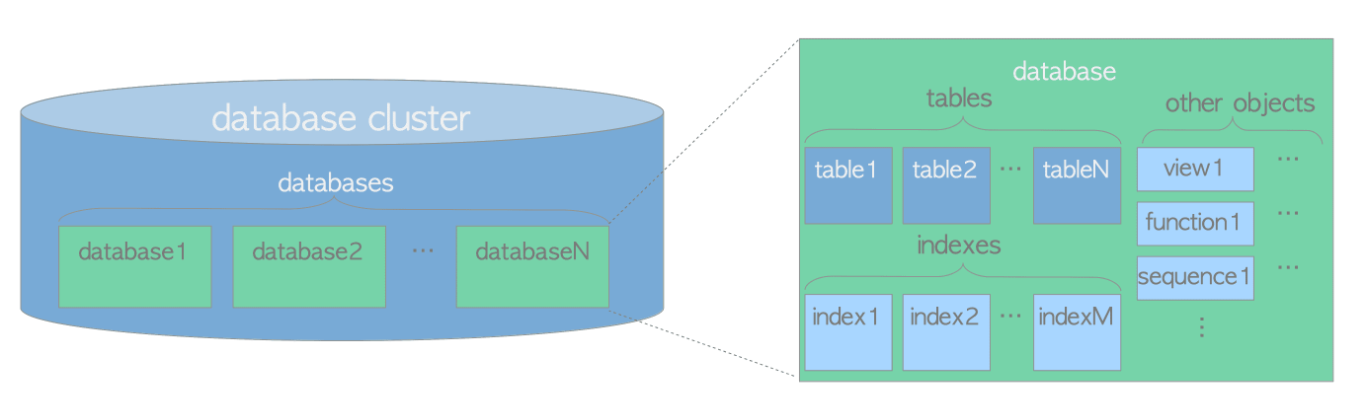 database cluster
databases
database1 database2 … databaseN
database
tables
table1 table2 … tableN
indexes
index1 index2 … indexM
other objects
view1 …
function1 …
sequence1 …
⋮